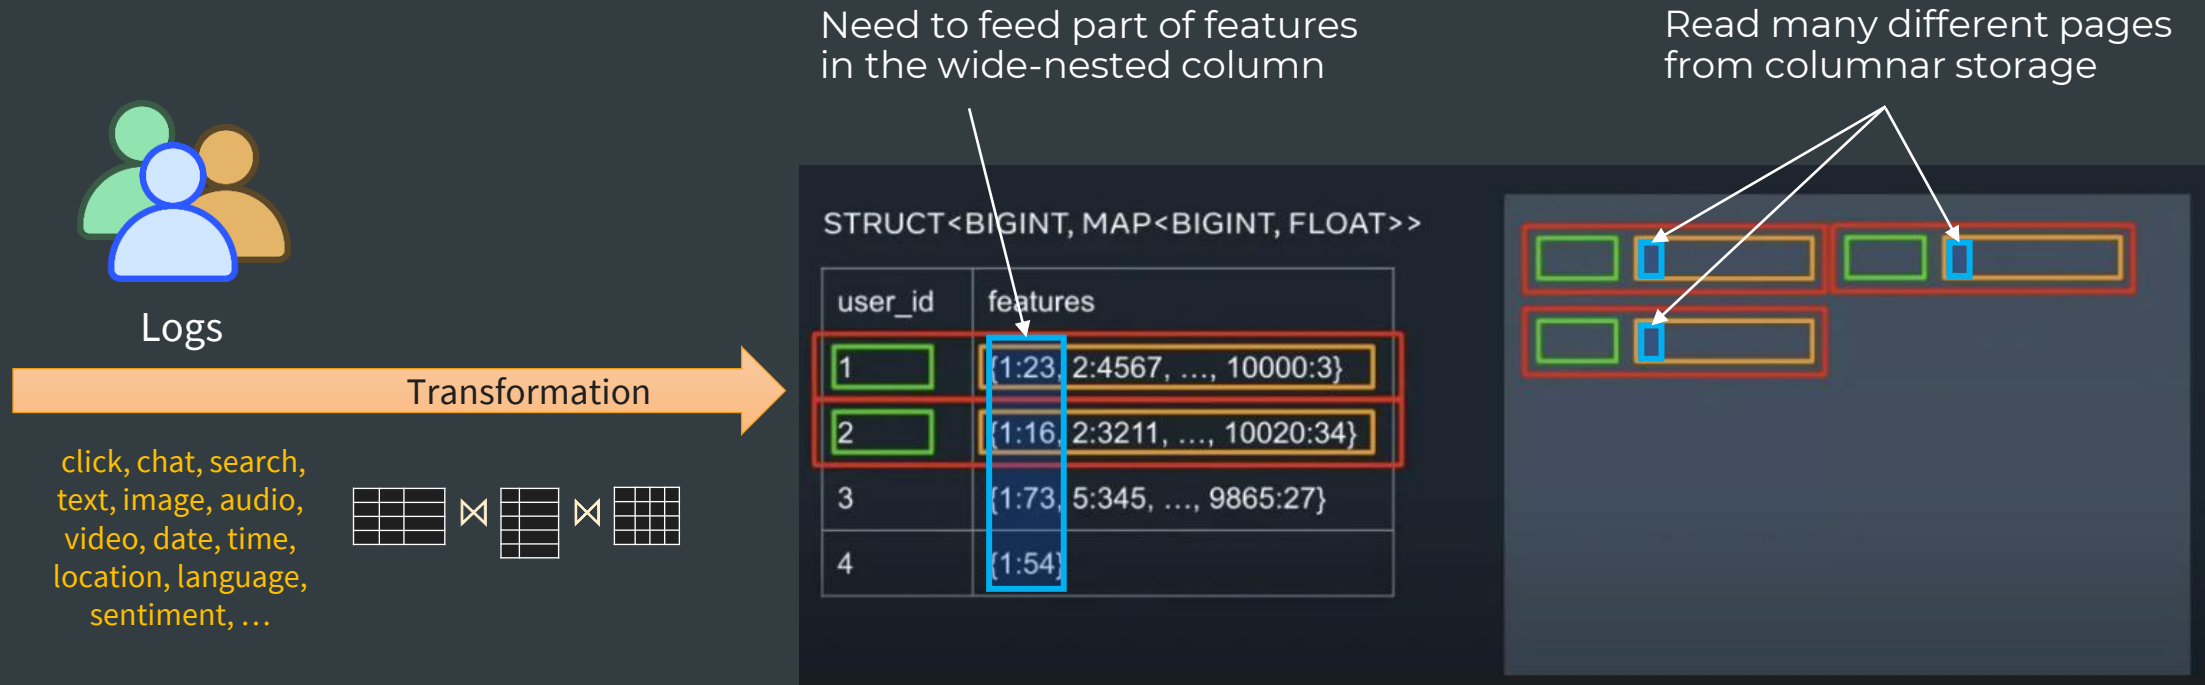 Need to feed part of features
in the wide-nested column
Read many different pages
from columnar storage
Logs
Transformation
click, chat, search,
text, image, audio,
video, date, time,
location, language,
sentiment, …
STRUCT<BIGINT, MAP<BIGINT, FLOAT>>
user_id features
1 {1:23, 2:4567, …, 10000:3}
2 {1:16, 2:3211, …, 10020:34}
3 {1:73, 5:345, …, 9865:27}
4 {1:54}